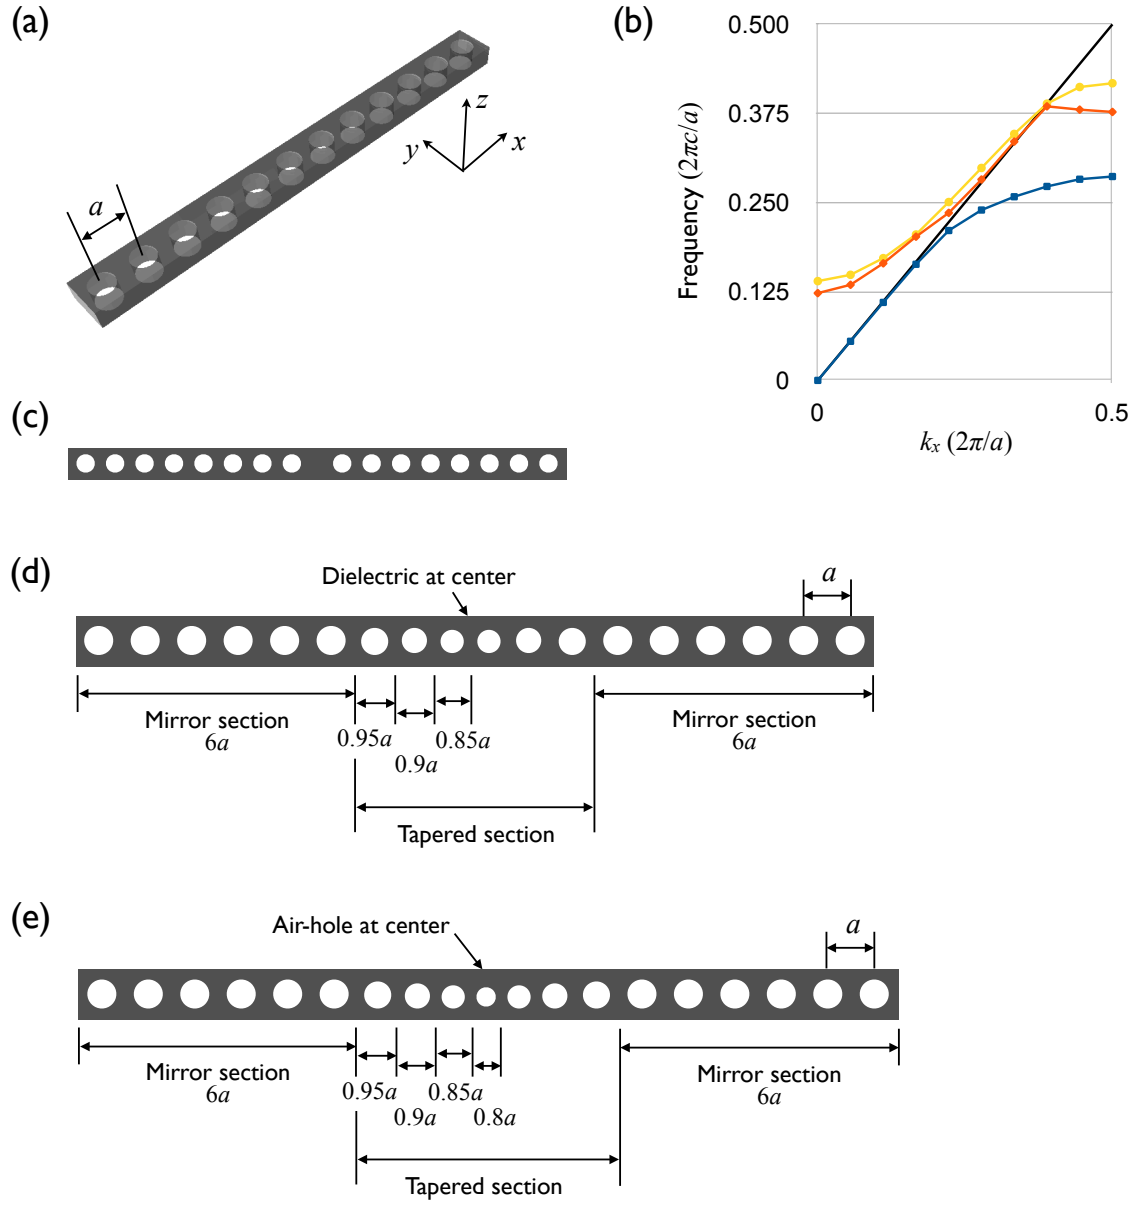 (a)
a
z
y
x
(b)
0.500
0.375
0.250
0.125
0
Frequency (2πc/a)
0
0.5
kx (2π/a)
(c)
(d)
Dielectric at center
a
Mirror section
6a
0.95a
0.9a
0.85a
Mirror section
6a
Tapered section
(e)
Air-hole at center
a
Mirror section
6a
0.95a
0.9a
0.85a
0.8a
Mirror section
6a
Tapered section